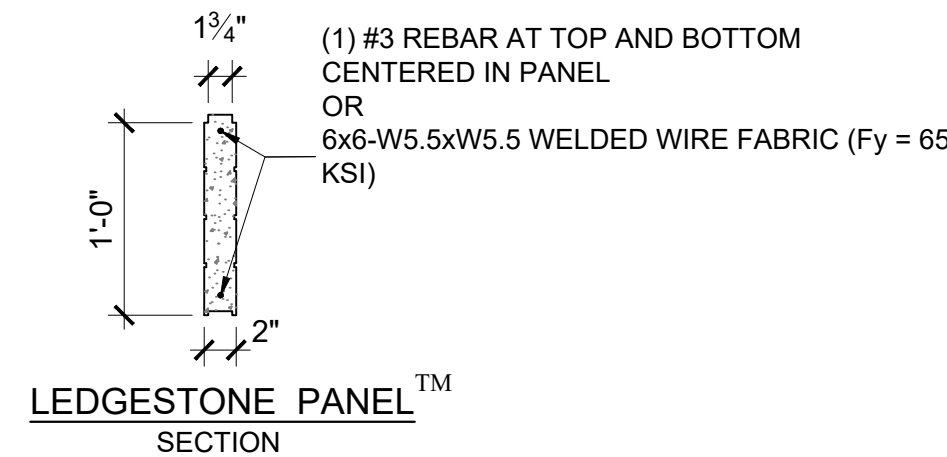 1¾"
(1) #3 REBAR AT TOP AND BOTTOM
CENTERED IN PANEL
OR
6x6-W5.5xW5.5 WELDED WIRE FABRIC (Fy = 65
KSI)
1'-0"
2"
LEDGESTONE PANEL™
SECTION